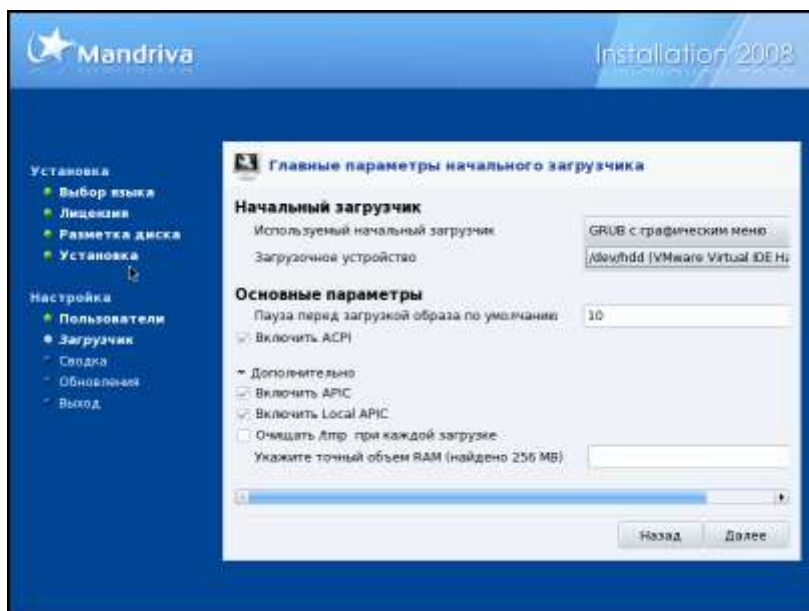 Mandriva
Installation 2008
Установка
Выбор языка
Лицензия
Разметка диска
Установка
Настройка
Пользователи
Загрузчик
Сводка
Обновления
Выход
Главные параметры начального загрузчика
Начальный загрузчик
Используемый начальный загрузчик GRUB с графическим меню
Загрузочное устройство /dev/hdd (VMware Virtual IDE Ha
Основные параметры
Пауза перед загрузкой образа по умолчанию 10
Включить ACPI
Дополнительно
Включить APIC
Включить Local APIC
Очищать /tmp при каждой загрузке
Укажите точный объем RAM (найдено 256 MB)
Назад Далее